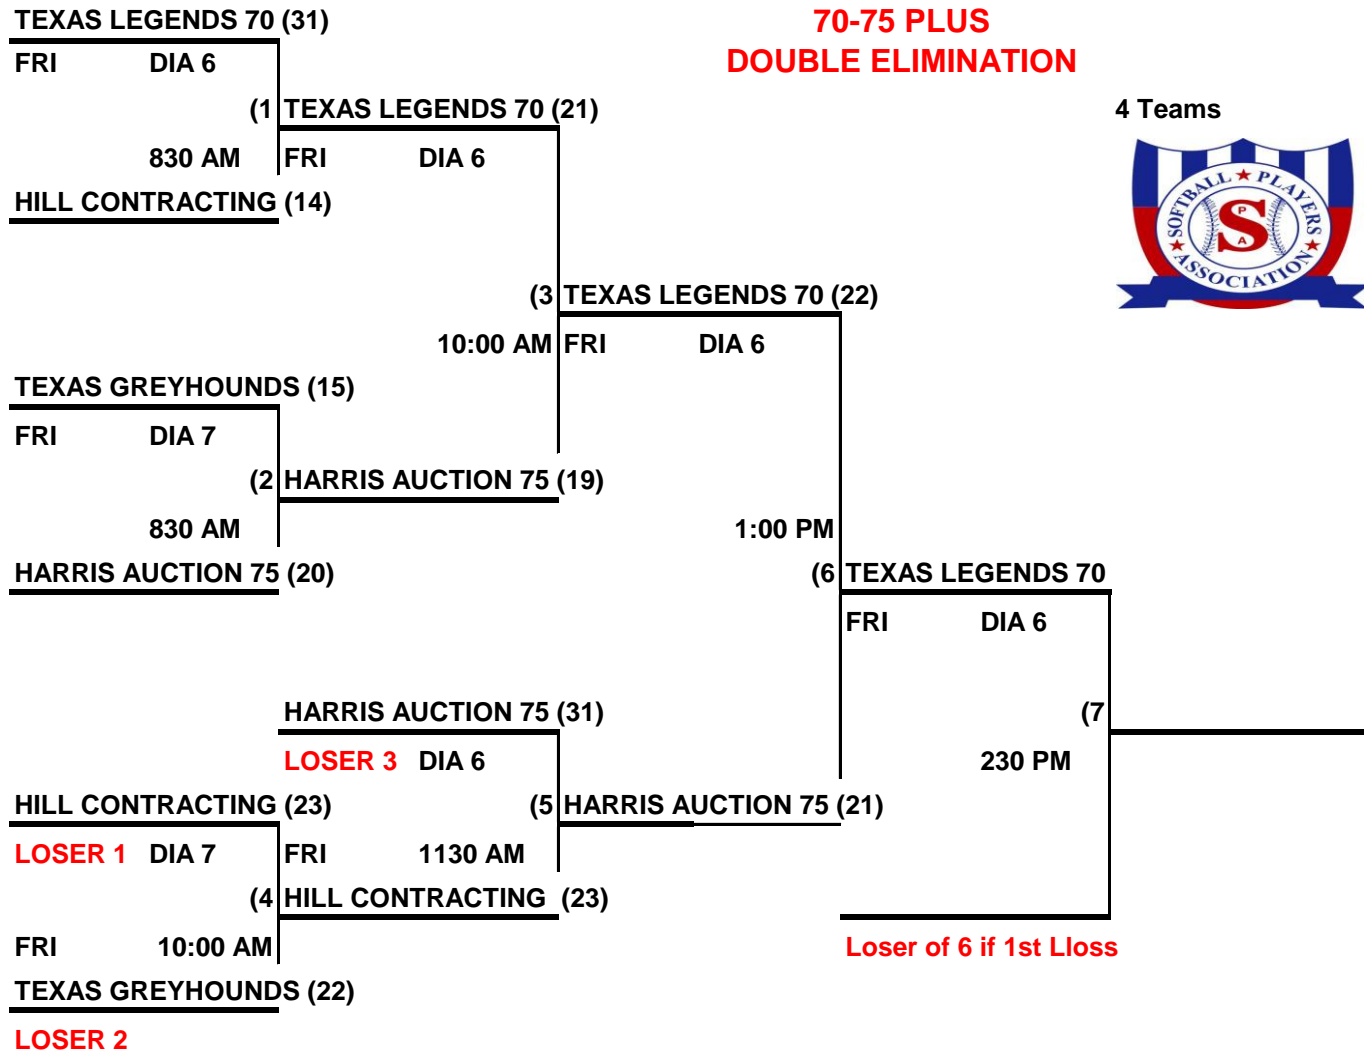 TEXAS LEGENDS 70 (31)
70-75 PLUS
FRI DIA 6
DOUBLE ELIMINATION
(1 TEXAS LEGENDS 70 (21)
4 Teams
830 AM FRI DIA 6
HILL CONTRACTING (14)
SOFTBALL ★ PLAYERS ★ ASSOCIATION ★
P
S
A
(3 TEXAS LEGENDS 70 (22)
10:00 AM FRI DIA 6
TEXAS GREYHOUNDS (15)
FRI DIA 7
(2 HARRIS AUCTION 75 (19)
830 AM 1:00 PM
HARRIS AUCTION 75 (20)
(6 TEXAS LEGENDS 70
FRI DIA 6
HARRIS AUCTION 75 (31)
(7
LOSER 3 DIA 6
230 PM
HILL CONTRACTING (23)
(5 HARRIS AUCTION 75 (21)
LOSER 1 DIA 7 FRI 1130 AM
(4 HILL CONTRACTING (23)
FRI 10:00 AM
Loser of 6 if 1st Lloss
TEXAS GREYHOUNDS (22)
LOSER 2